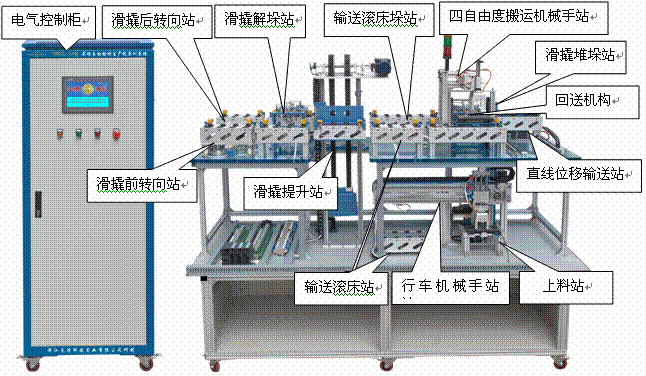 电气控制柜
滑撬后转向站
滑撬解垛站
输送滚床垛站
四自由度搬运机械手站
滑撬堆垛站
回送机构
滑撬前转向站
滑撬提升站
直线位移输送站
输送滚床站
行车机械手站
上料站